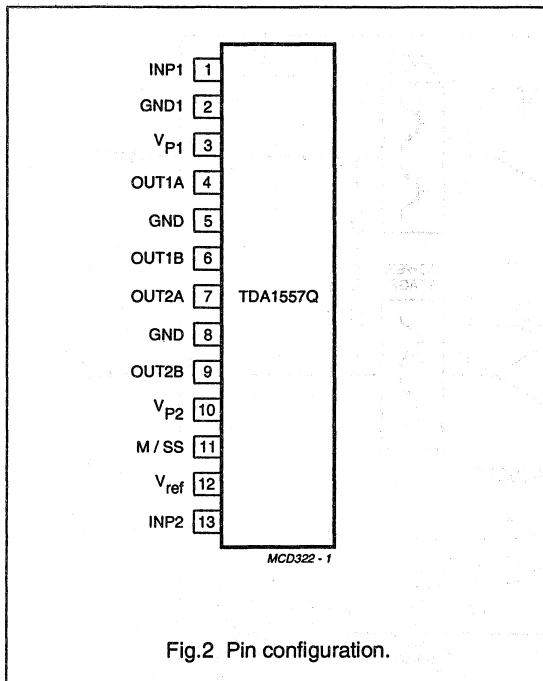 INP1 1
GND1 2
VP1 3
OUT1A 4
GND 5
OUT1B 6
OUT2A 7 TDA1557Q
GND 8
OUT2B 9
VP2 10
M / SS 11
Vref 12
INP2 13
MCD322 - 1
Fig.2 Pin configuration.